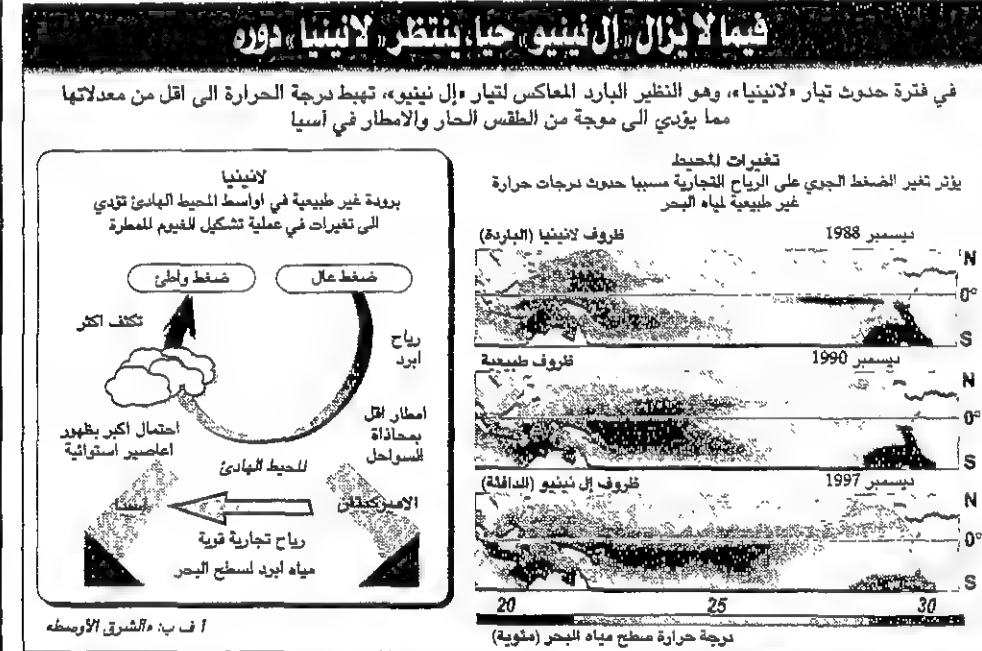 فيما لا يزال «إل نينيو» حيا، ينتظر «لانينيا» دوره
في فترة حدوث تيار «لانينيا»، وهو النظير البارد المعاكس لتيار «إل نينيو»، تهبط درجة الحرارة الى اقل من معدلاتها
مما يؤدي الى موجة من الطقس الحار والامطار في آسيا
تغيرات المحيط
يؤثر تغير الضغط الجوي على الرياح التجارية مسببا حدوث درجات حرارة
غير طبيعية لمياه البحر
ديسمبر 1988
ظروف لانينيا (الباردة)
N
0°
S
ديسمبر 1990
ظروف طبيعية
N
0°
S
ديسمبر 1997
ظروف إل نينيو (الدافئة)
N
0°
S
20 25 30
درجة حرارة سطح مياه البحر (مئوية)
لانينيا
برودة غير طبيعية في اواسط المحيط الهادئ تؤدي
الى تغيرات في عملية تشكيل الغيوم الممطرة
ضغط عال
ضغط واطئ
تكثف اكثر
رياح
ابرد
امطار اقل
بمحاذاة
السواحل
احتمال اكبر بظهور
اعاصير استوائية
المحيط الهادئ
الاميركيتان
آسيا
رياح تجارية قوية
مياه ابرد لسطح البحر
أ ف ب: «الشرق الأوسط»